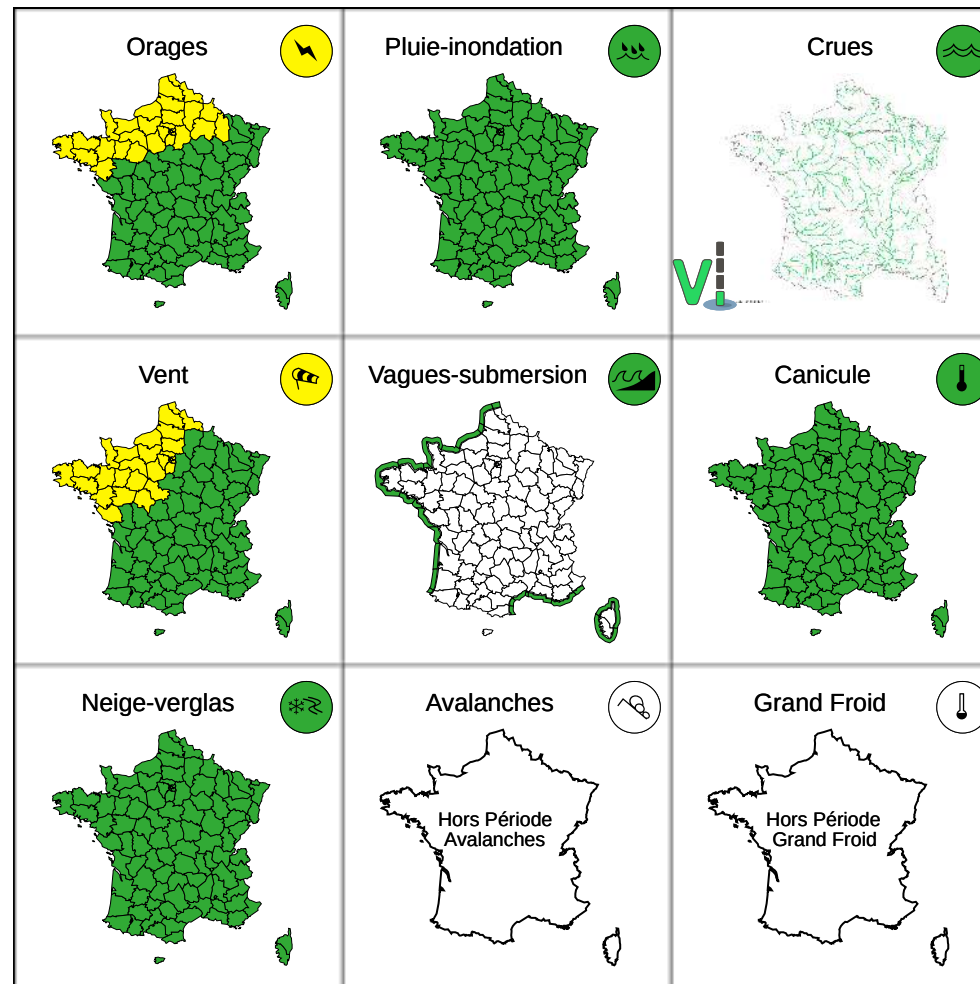 Orages
Pluie-inondation
Crues
Vi
Vent
Vagues-submersion
Canicule
Neige-verglas
Avalanches
Grand Froid
Hors Période
Avalanches
Hors Période
Grand Froid